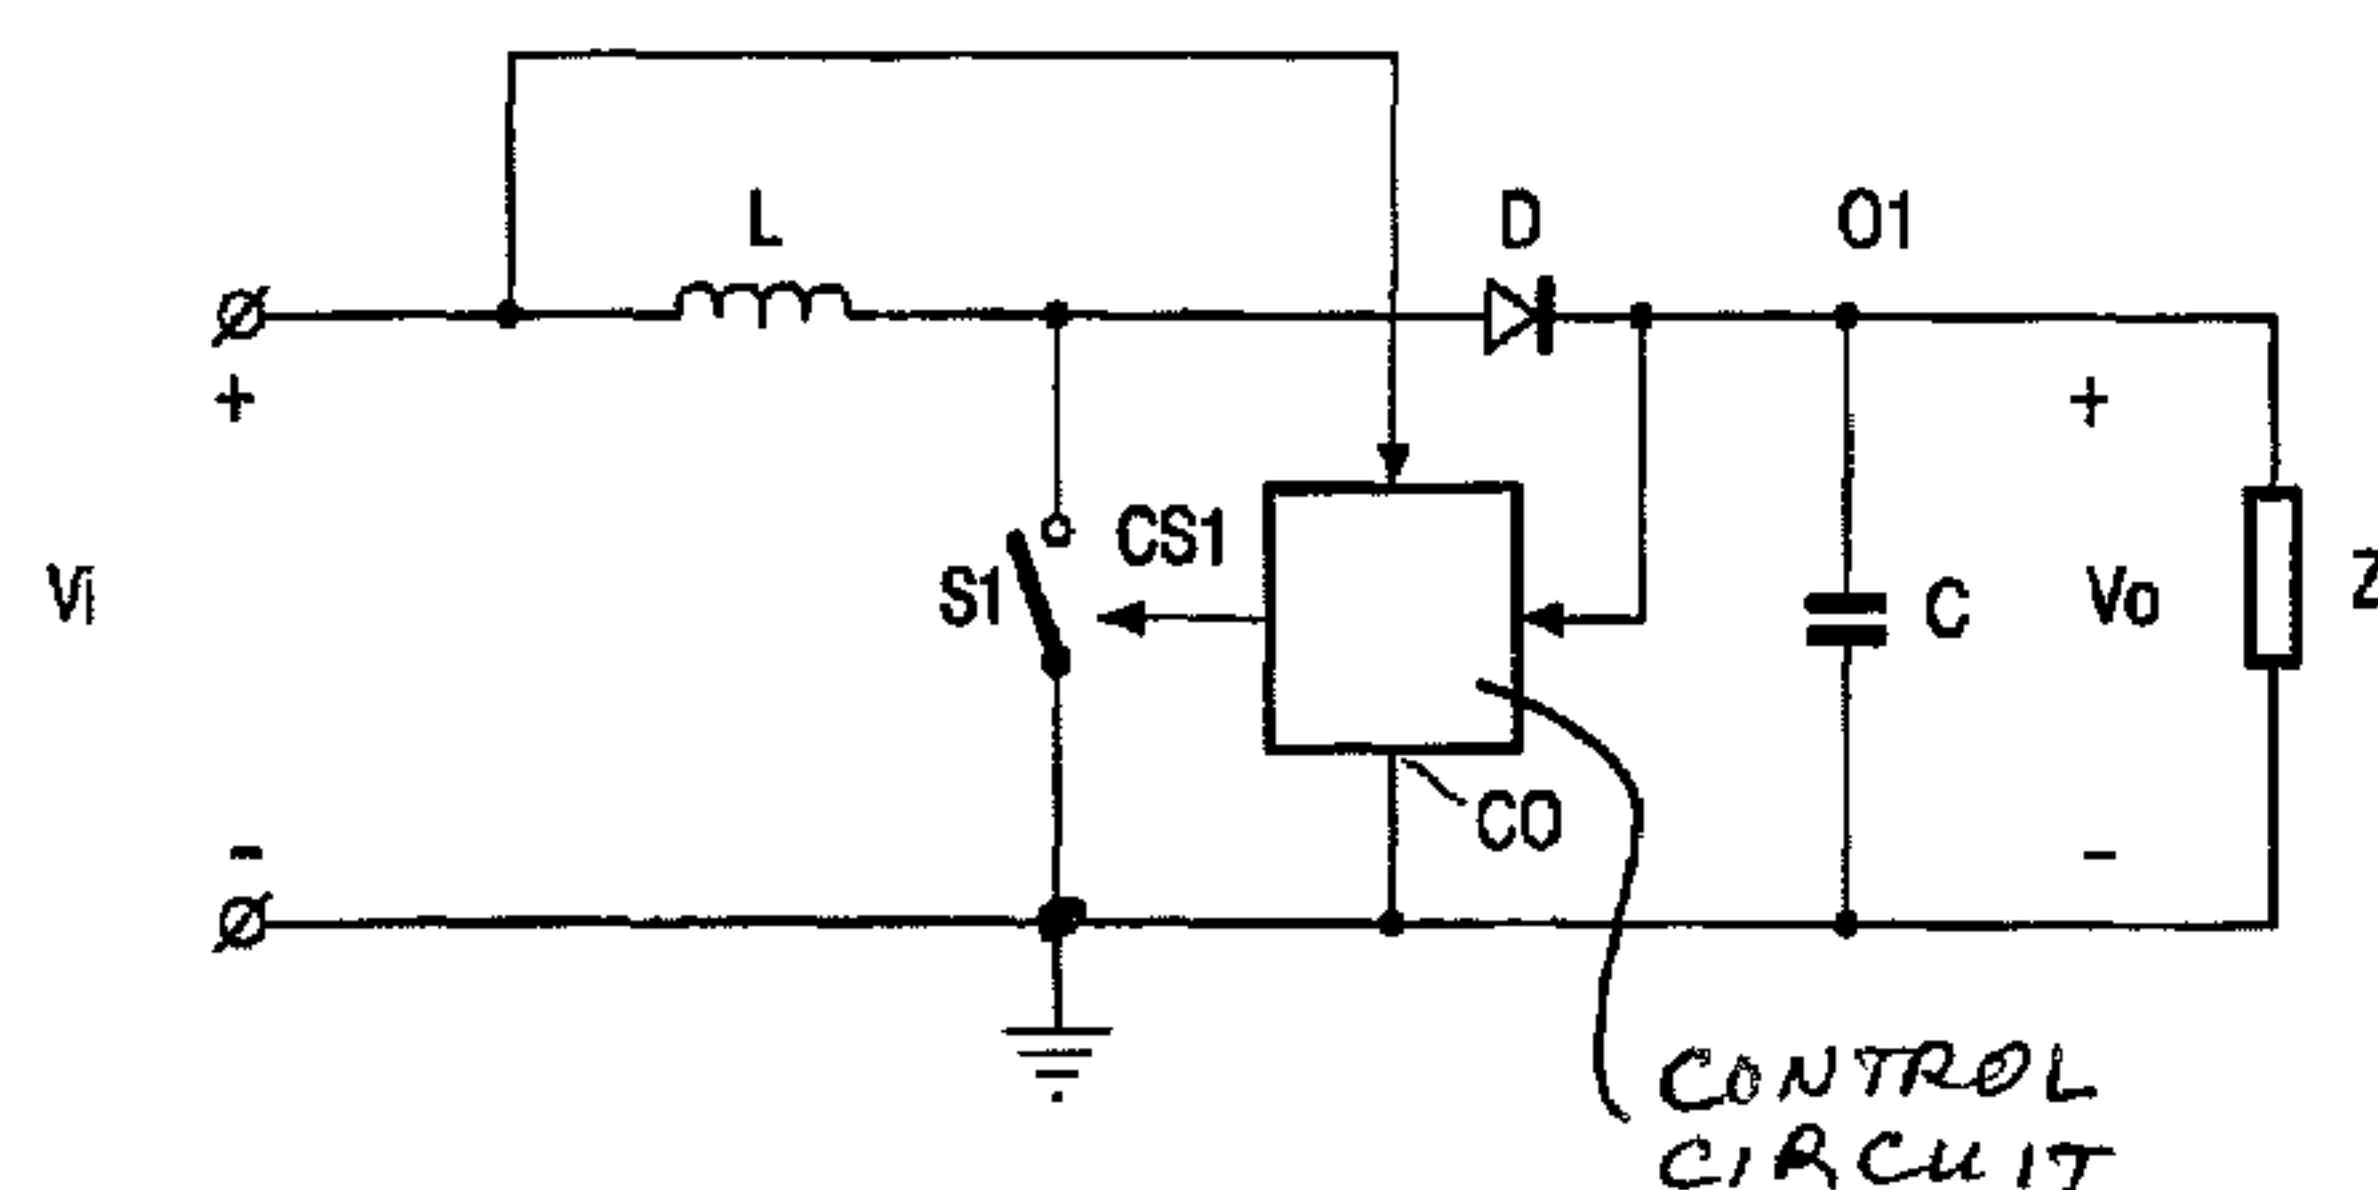 L
D
O1
+
+
Vi
S1
CS1
C
Vo
Z
CO
-
-
CONTROL
CIRCUIT